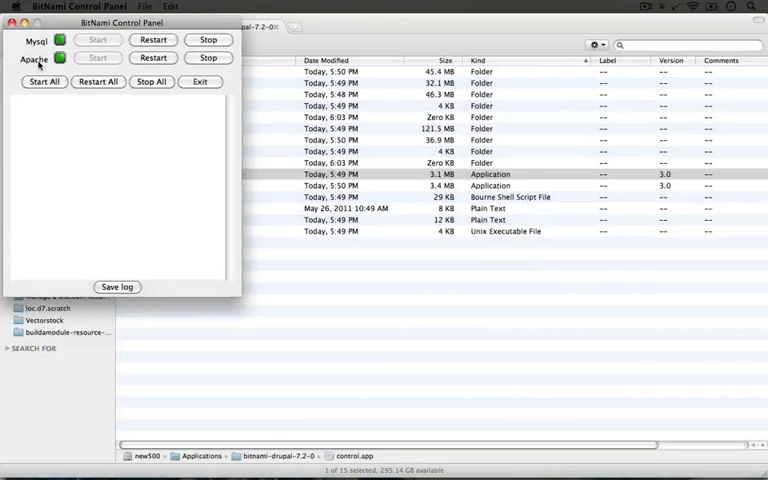 BitNami Control Panel File Edit
BitNami Control Panel
Mysql Start Restart Stop
Apache Start Restart Stop
Start All Restart All Stop All Exit
Save log
pal-7.2-0
Date Modified Size Kind Label Version Comments
Today, 5:50 PM 45.4 MB Folder -- -- --
Today, 5:49 PM 32.1 MB Folder -- -- --
Today, 5:48 PM 46.3 MB Folder -- -- --
Today, 5:49 PM 4 KB Folder -- -- --
Today, 6:03 PM Zero KB Folder -- -- --
Today, 5:49 PM 121.5 MB Folder -- -- --
Today, 5:50 PM 36.9 MB Folder -- -- --
Today, 5:49 PM 4 KB Folder -- -- --
Today, 6:03 PM Zero KB Folder -- -- --
Today, 5:49 PM 3.1 MB Application -- 3.0 --
Today, 5:50 PM 3.4 MB Application -- 3.0 --
Today, 5:49 PM 29 KB Bourne Shell Script File -- -- --
May 26, 2011 10:49 AM 8 KB Plain Text -- -- --
Today, 5:49 PM 12 KB Plain Text -- -- --
Today, 5:49 PM 4 KB Unix Executable File -- -- --
loc.d7.scratch
Vectorstock
buildamodule-resource-...
SEARCH FOR
new500 Applications bitnami-drupal-7.2-0 control.app
1 of 15 selected, 295.14 GB available